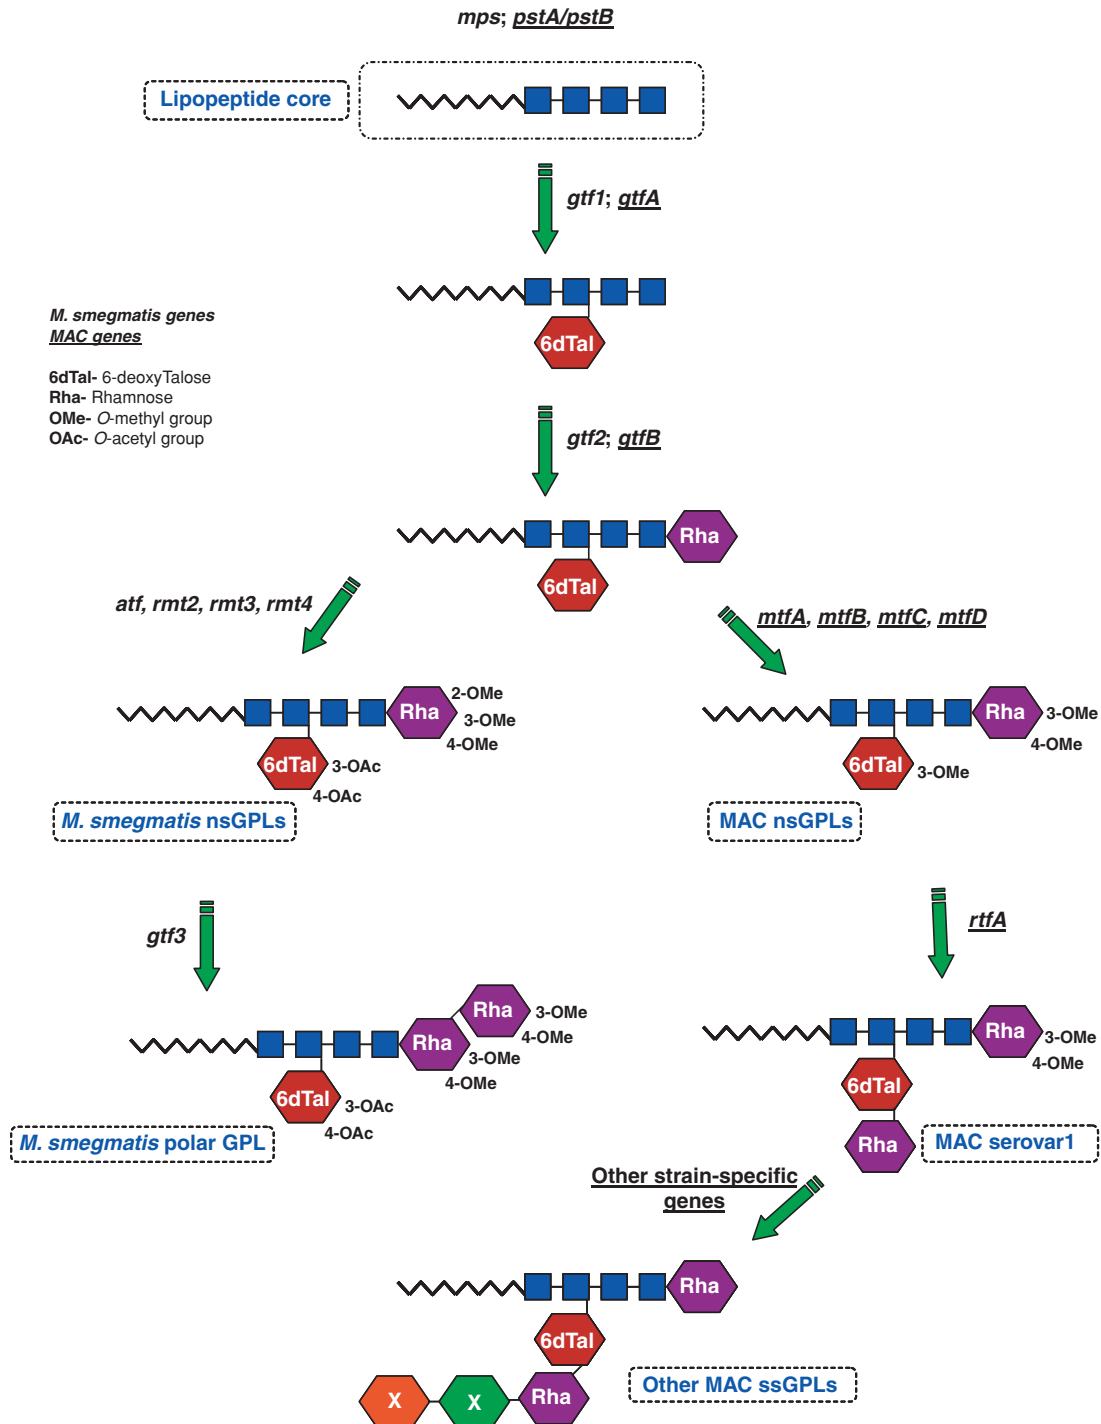 mps; pstA/pstB
Lipopeptide core
gtf1; gtfA
6dTal
M. smegmatis genes
MAC genes
6dTal- 6-deoxyTalose
Rha- Rhamnose
OMe- O-methyl group
OAc- O-acetyl group
gtf2; gtfB
Rha
6dTal
atf, rmt2, rmt3, rmt4
mtfA, mtfB, mtfC, mtfD
Rha
2-OMe
3-OMe
4-OMe
6dTal
3-OAc
4-OAc
M. smegmatis nsGPLs
Rha
3-OMe
4-OMe
6dTal
3-OMe
MAC nsGPLs
gtf3
rtfA
Rha
3-OMe
4-OMe
Rha
3-OMe
4-OMe
6dTal
3-OAc
4-OAc
M. smegmatis polar GPL
Rha
3-OMe
4-OMe
6dTal
Rha
MAC serovar1
Other strain-specific
genes
Rha
6dTal
Rha
X
X
Other MAC ssGPLs